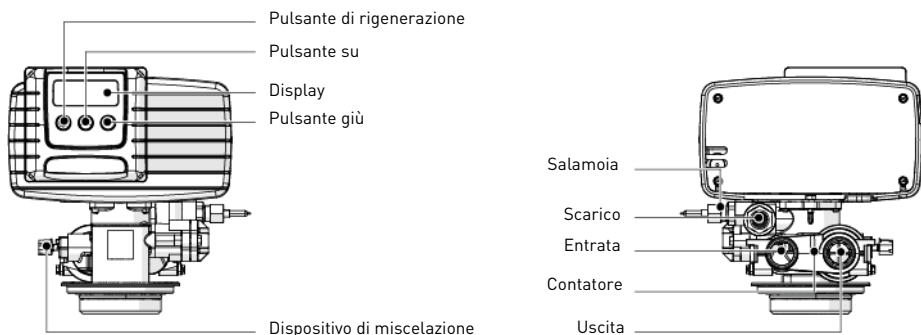 Pulsante di rigenerazione
Pulsante su
Display
Pulsante giù
Dispositivo di miscelazione
Salamoia
Scarico
Entrata
Contatore
Uscita